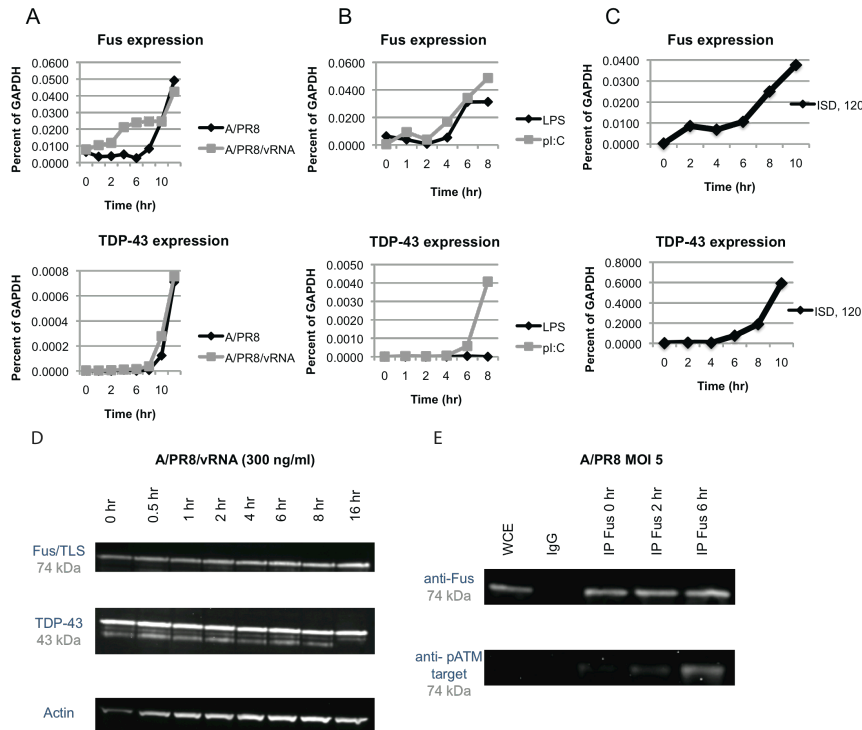 A
B
C
Fus expression
Percent of GAPDH
0.0600
0.0500
0.0400
0.0300
0.0200
0.0100
0.0000
0 2 4 6 10
Time (hr)
A/PR8
A/PR8/vRNA
Fus expression
Percent of GAPDH
0.0600
0.0400
0.0200
0.0000
0 1 2 4 6 8
Time (hr)
LPS
pI:C
Fus expression
Percent of GAPDH
0.0400
0.0300
0.0200
0.0100
0.0000
0 2 4 6 8 10
Time (hr)
ISD, 120
TDP-43 expression
Percent of GAPDH
0.0008
0.0006
0.0004
0.0002
0.0000
0 2 4 6 10
Time (hr)
A/PR8
A/PR8/vRNA
TDP-43 expression
Percent of GAPDH
0.0050
0.0040
0.0030
0.0020
0.0010
0.0000
0 1 2 4 6 8
Time (hr)
LPS
pI:C
TDP-43 expression
Percent of GAPDH
0.8000
0.6000
0.4000
0.2000
0.0000
0 2 4 6 8 10
Time (hr)
ISD, 120
D
A/PR8/vRNA (300 ng/ml)
0 hr
0.5 hr
1 hr
2 hr
4 hr
6 hr
8 hr
16 hr
Fus/TLS
74 kDa
TDP-43
43 kDa
Actin
E
A/PR8 MOI 5
WCE
IgG
IP Fus 0 hr
IP Fus 2 hr
IP Fus 6 hr
anti-Fus
74 kDa
anti- pATM
target
74 kDa